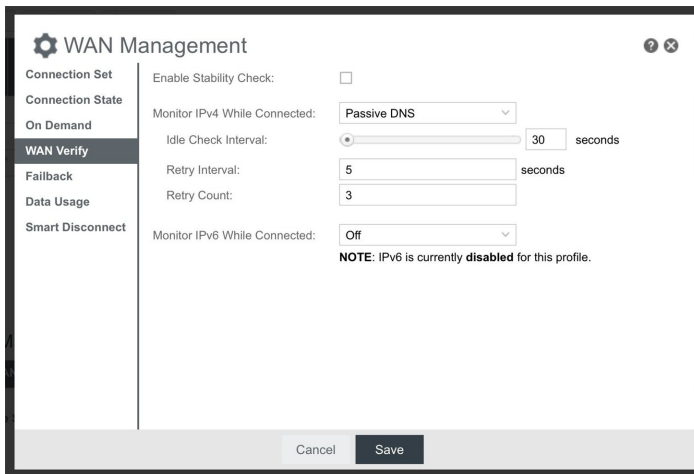 WAN Management
Connection Set
Connection State
On Demand
WAN Verify
Failback
Data Usage
Smart Disconnect
Enable Stability Check:
Monitor IPv4 While Connected: Passive DNS
Idle Check Interval: 30 seconds
Retry Interval: 5 seconds
Retry Count: 3
Monitor IPv6 While Connected: Off
NOTE: IPv6 is currently disabled for this profile.
Cancel Save